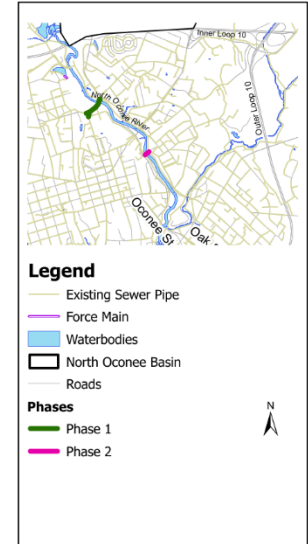 Inner Loop 10
Outer Loop 10
North Oconee River
Oconee St
Oak
Legend
Existing Sewer Pipe
Force Main
Waterbodies
North Oconee Basin
Roads
Phases
N
Phase 1
Phase 2